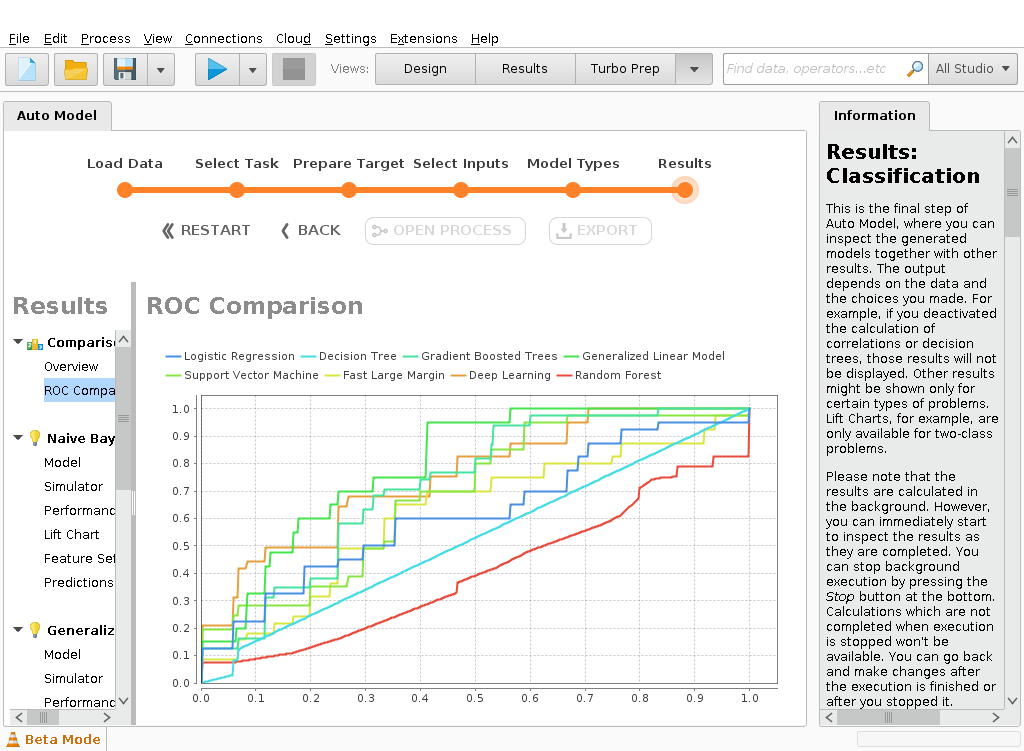 File Edit Process View Connections Cloud Settings Extensions Help
Views: Design Results Turbo Prep Find data, operators...etc All Studio
Auto Model
Load Data Select Task Prepare Target Select Inputs Model Types Results
RESTART BACK OPEN PROCESS EXPORT
Results
Comparis
Overview
ROC Compa
Naive Bay
Model
Simulator
Performanc
Lift Chart
Feature Set
Predictions
Generaliz
Model
Simulator
Performanc
ROC Comparison
Logistic Regression Decision Tree Gradient Boosted Trees Generalized Linear Model
Support Vector Machine Fast Large Margin Deep Learning Random Forest
1.0
0.9
0.8
0.7
0.6
0.5
0.4
0.3
0.2
0.1
0.0
0.0 0.1 0.2 0.3 0.4 0.5 0.6 0.7 0.8 0.9 1.0
Information
Results:
Classification
This is the final step of
Auto Model, where you can
inspect the generated
models together with other
results. The output
depends on the data and
the choices you made. For
example, if you deactivated
the calculation of
correlations or decision
trees, those results will not
be displayed. Other results
might be shown only for
certain types of problems.
Lift Charts, for example, are
only available for two-class
problems.
Please note that the
results are calculated in
the background. However,
you can immediately start
to inspect the results as
they are completed. You
can stop background
execution by pressing the
Stop button at the bottom.
Calculations which are not
completed when execution
is stopped won't be
available. You can go back
and make changes after
the execution is finished or
after you stopped it.
Beta Mode